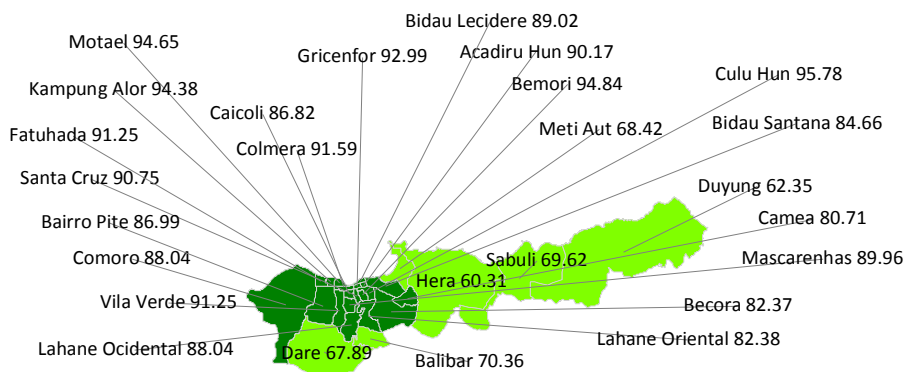 Bidau Lecidere 89.02
Motael 94.65
Gricenfor 92.99
Acadiru Hun 90.17
Culu Hun 95.78
Kampung Alor 94.38
Bemori 94.84
Caicoli 86.82
Bidau Santana 84.66
Fatuhada 91.25
Meti Aut 68.42
Colmera 91.59
Santa Cruz 90.75
Duyung 62.35
Bairro Pite 86.99
Camea 80.71
Comoro 88.04
Sabuli 69.62
Mascarenhas 89.96
Hera 60.31
Vila Verde 91.25
Becora 82.37
Lahane Oriental 82.38
Lahane Ocidental 88.04
Dare 67.89
Balibar 70.36